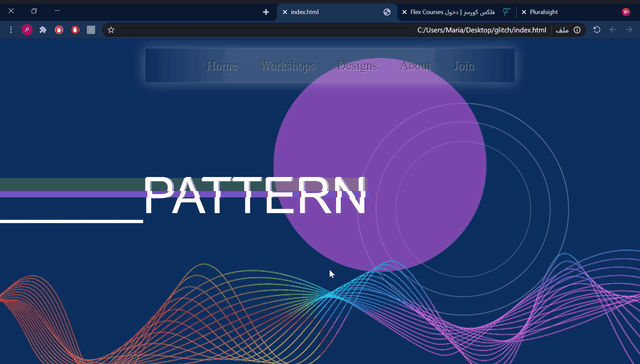 index.html
فلكس كورسز | دخول Flex Courses
Pluralsight
C:/Users/Maria/Desktop/glitch/index.html ملف
Home Workshops Designs About Join
PATTERN